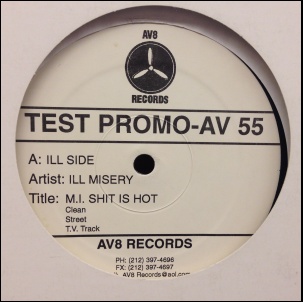 AV8
RECORDS
TEST PROMO-AV 55
A: ILL SIDE
Artist: ILL MISERY
Title: M.I. SHIT IS HOT
Clean
Street
T.V. Track
AV8 RECORDS
PH: (212) 397-4696
FX: (212) 397-4697
AV8 Records@aol.com